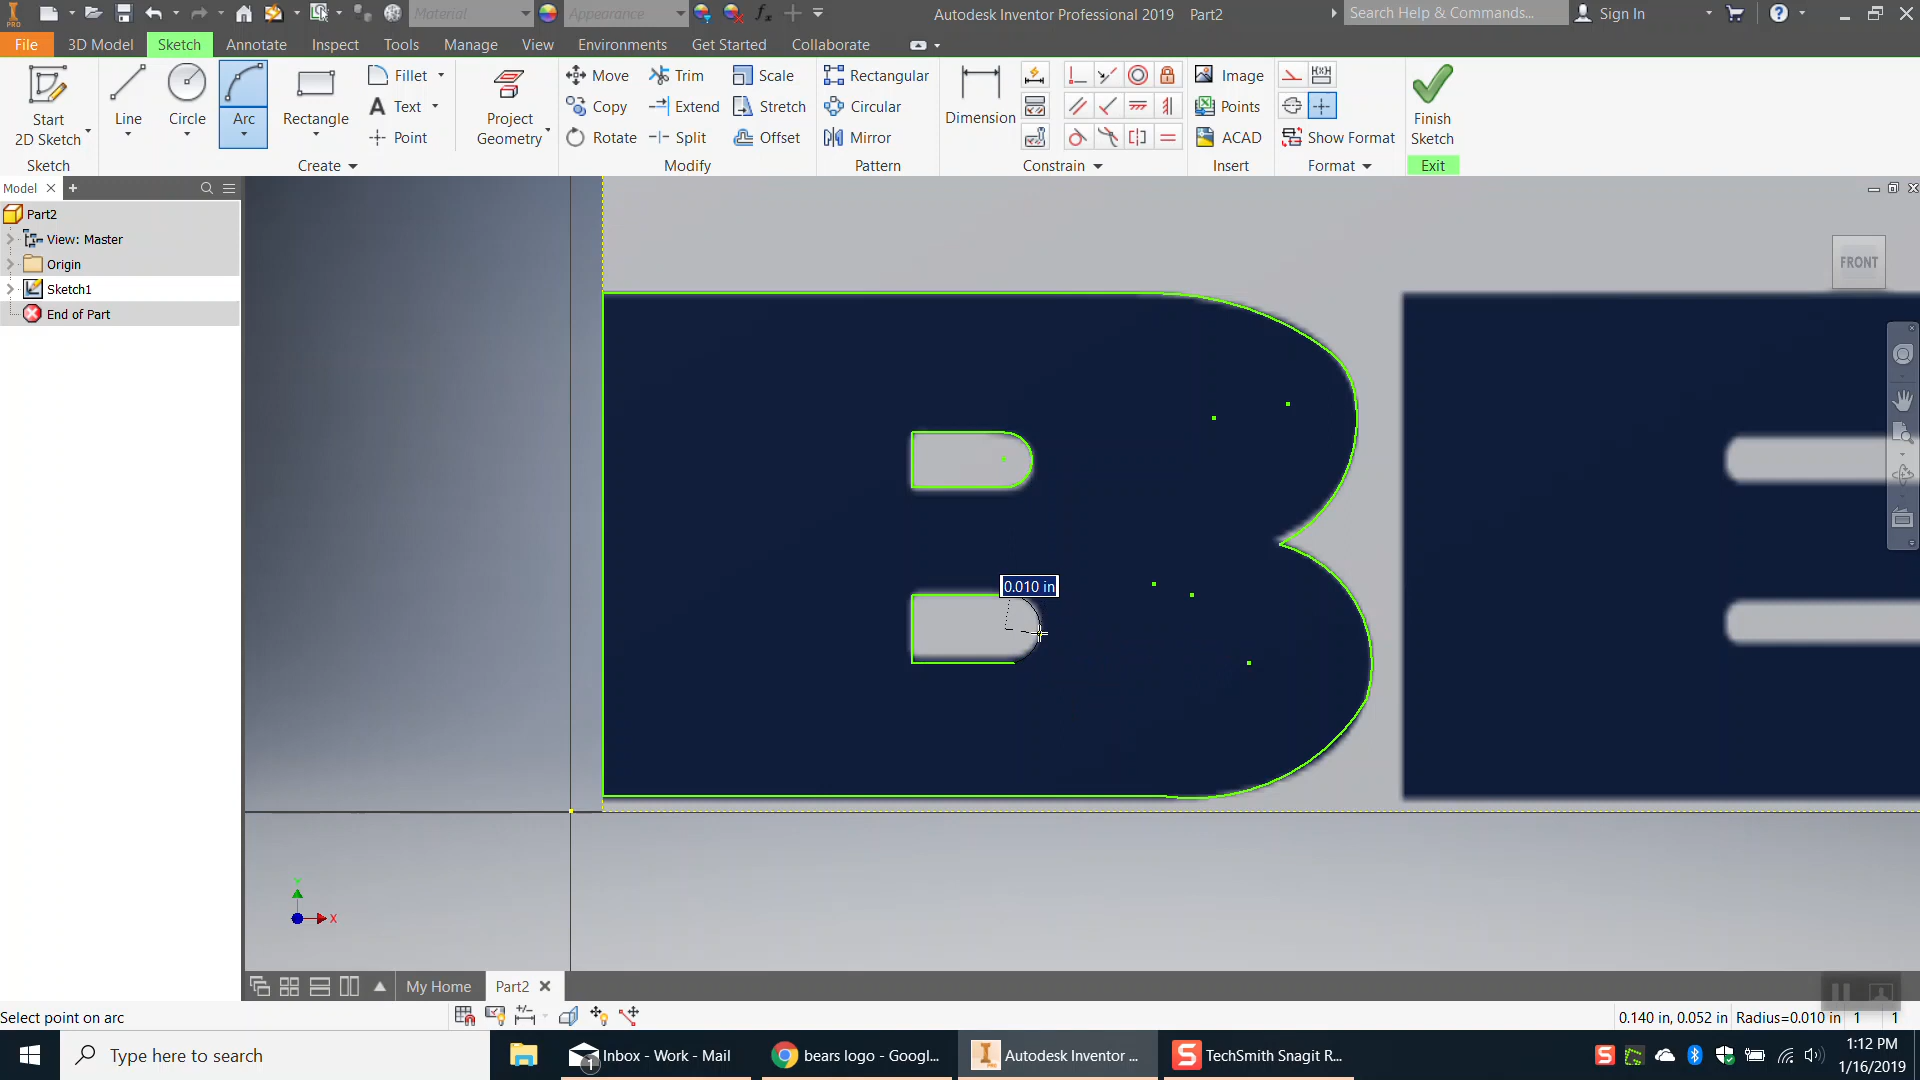 PRO
Material
Appearance
fx
Autodesk Inventor Professional 2019 Part2
Search Help & Commands...
Sign In
File
3D Model
Sketch
Annotate
Inspect
Tools
Manage
View
Environments
Get Started
Collaborate
Start
2D Sketch
Sketch
Line
Circle
Arc
Rectangle
Fillet
Text
Point
Create
Project
Geometry
Move
Copy
Rotate
Trim
Extend
Split
Scale
Stretch
Offset
Modify
Rectangular
Circular
Mirror
Pattern
Dimension
Constrain
Image
Points
ACAD
Insert
Show Format
Format
Finish
Sketch
Exit
Model
Part2
View: Master
Origin
Sketch1
End of Part
FRONT
0.010 in
Y
X
My Home
Part2
Select point on arc
0.140 in, 0.052 in Radius=0.010 in 1 1
Type here to search
1
Inbox - Work - Mail
bears logo - Googl...
Autodesk Inventor ...
TechSmith Snagit R...
1:12 PM
1/16/2019